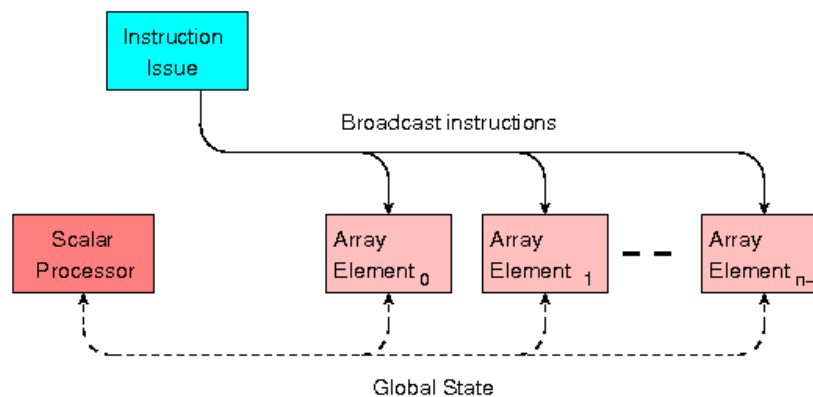 Instruction
Issue
Broadcast instructions
Scalar
Processor
Array
Element 0
Array
Element 1
Array
Element n-
Global State